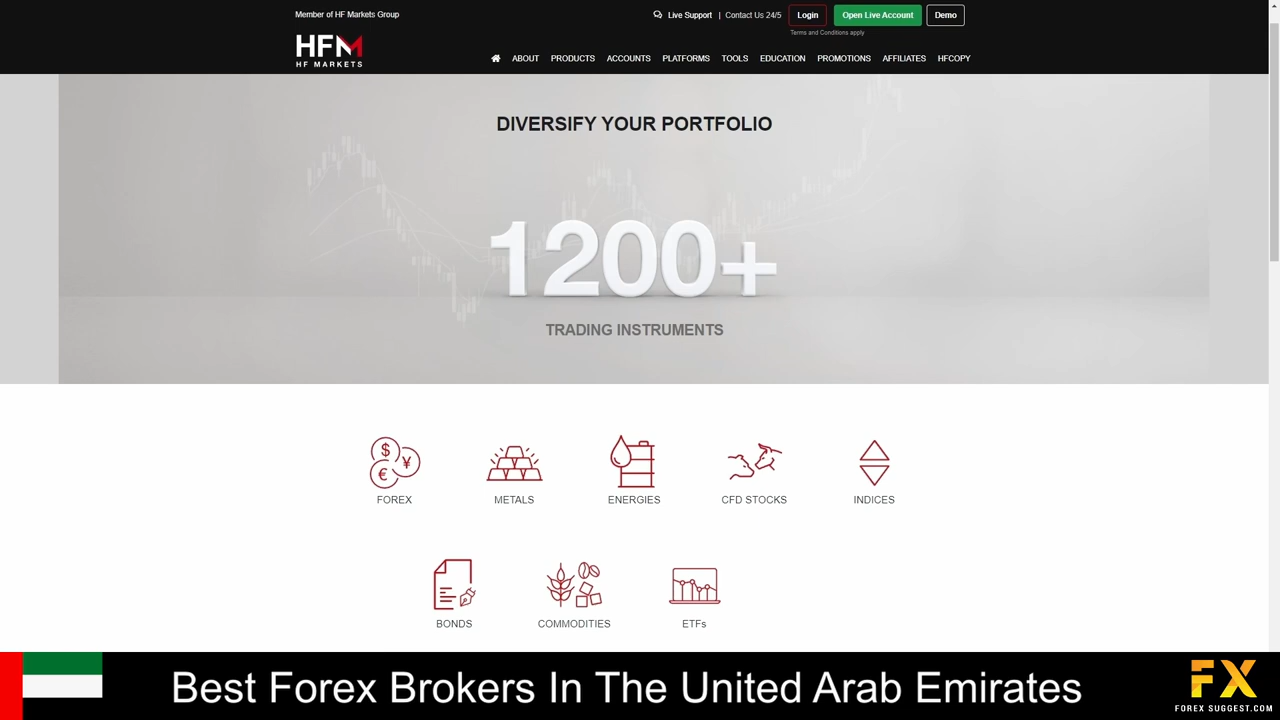 Member of HF Markets Group
Live Support | Contact Us 24/5 Login Open Live Account Demo
Terms and Conditions apply
HFM
HF MARKETS
ABOUT PRODUCTS ACCOUNTS PLATFORMS TOOLS EDUCATION PROMOTIONS AFFILIATES HFCOPY
DIVERSIFY YOUR PORTFOLIO
1200+
TRADING INSTRUMENTS
FOREX METALS ENERGIES CFD STOCKS INDICES
BONDS COMMODITIES ETFs
Best Forex Brokers In The United Arab Emirates
FX
FOREX SUGGEST.COM